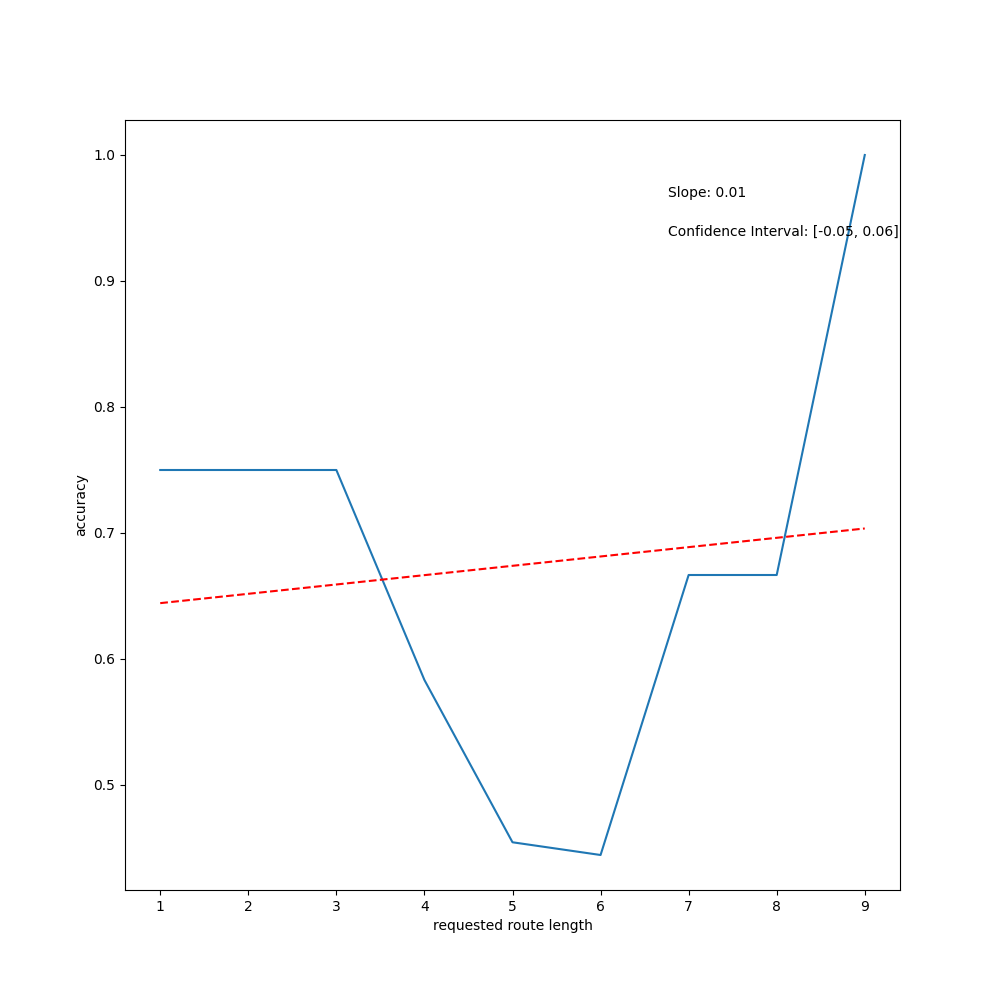 1.0
Slope: 0.01
Confidence Interval: [-0.05, 0.06]
0.9
0.8
0.7
accuracy
0.6
0.5
1 2 3 4 5 6 7 8 9
requested route length